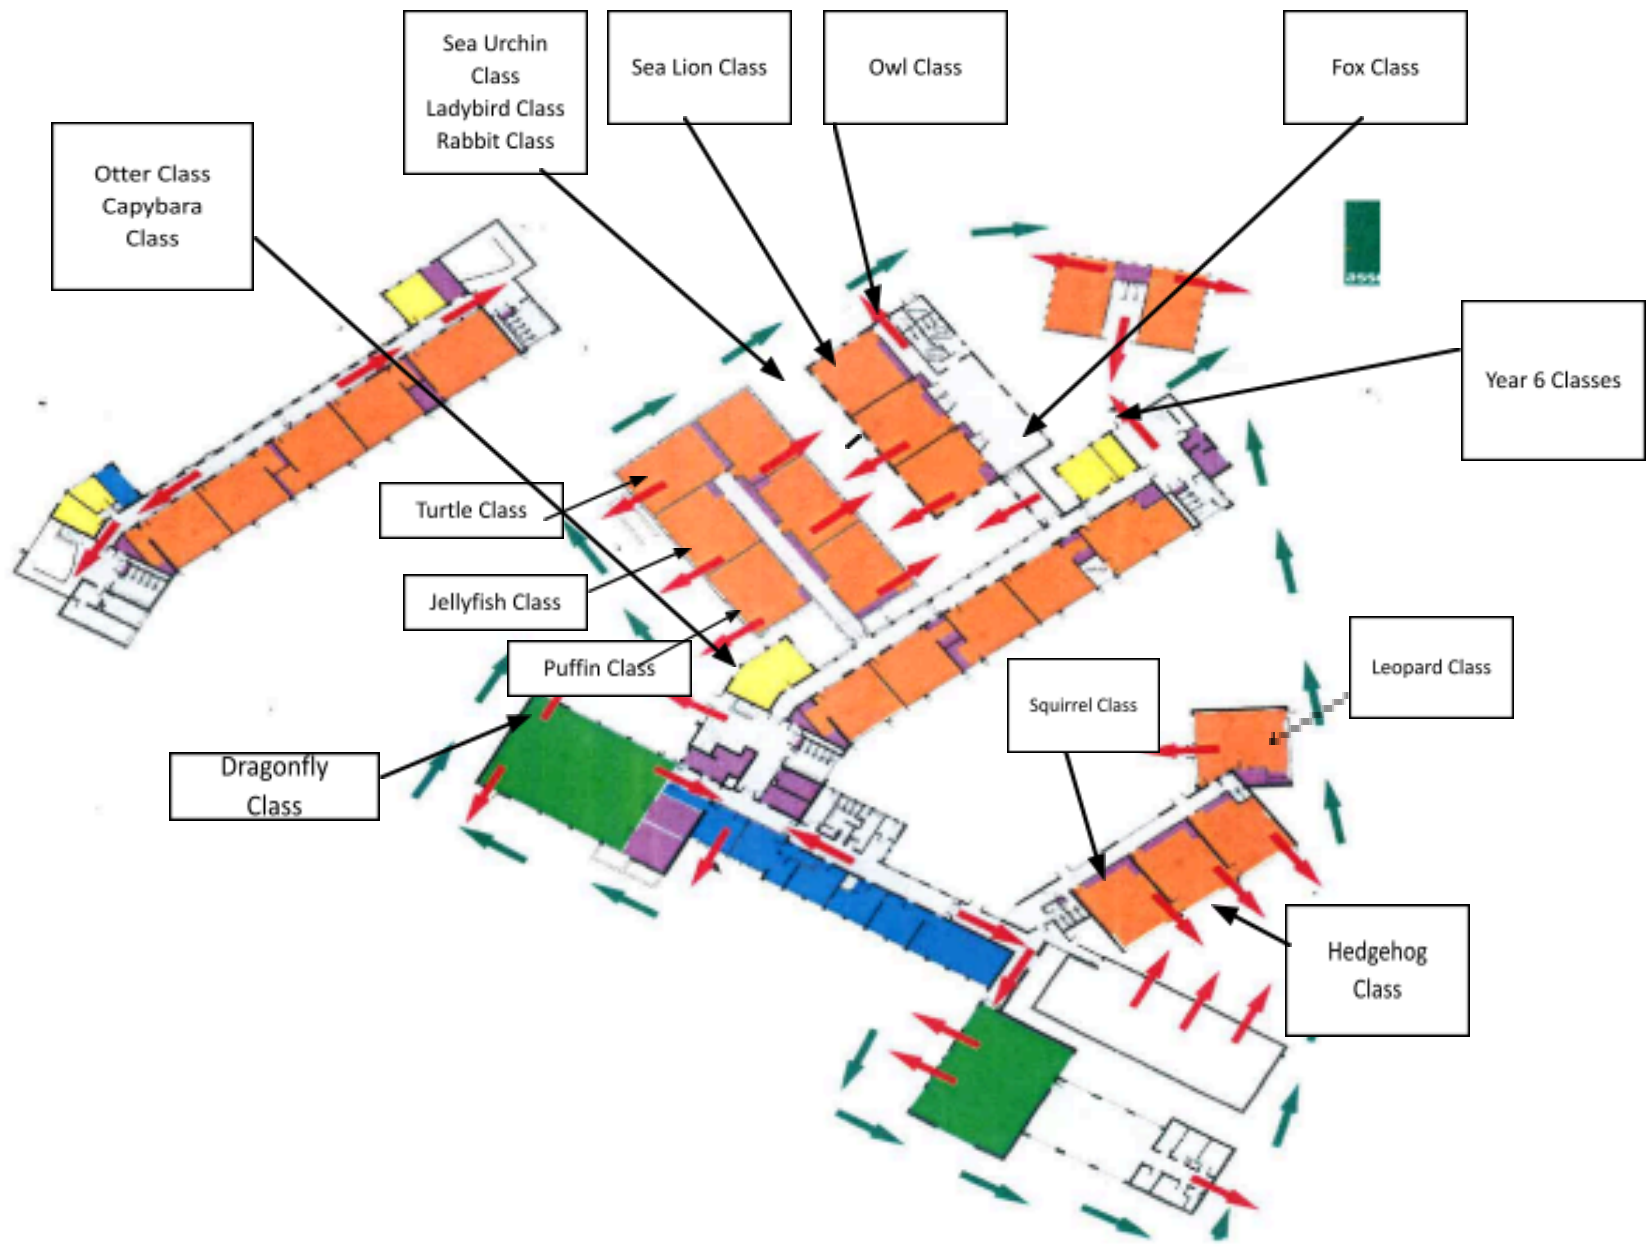 Sea Urchin
Class
Ladybird Class
Rabbit Class
Sea Lion Class
Owl Class
Fox Class
Otter Class
Capybara
Class
Year 6 Classes
Turtle Class
Jellyfish Class
Puffin Class
Squirrel Class
Leopard Class
Dragonfly
Class
Hedgehog
Class